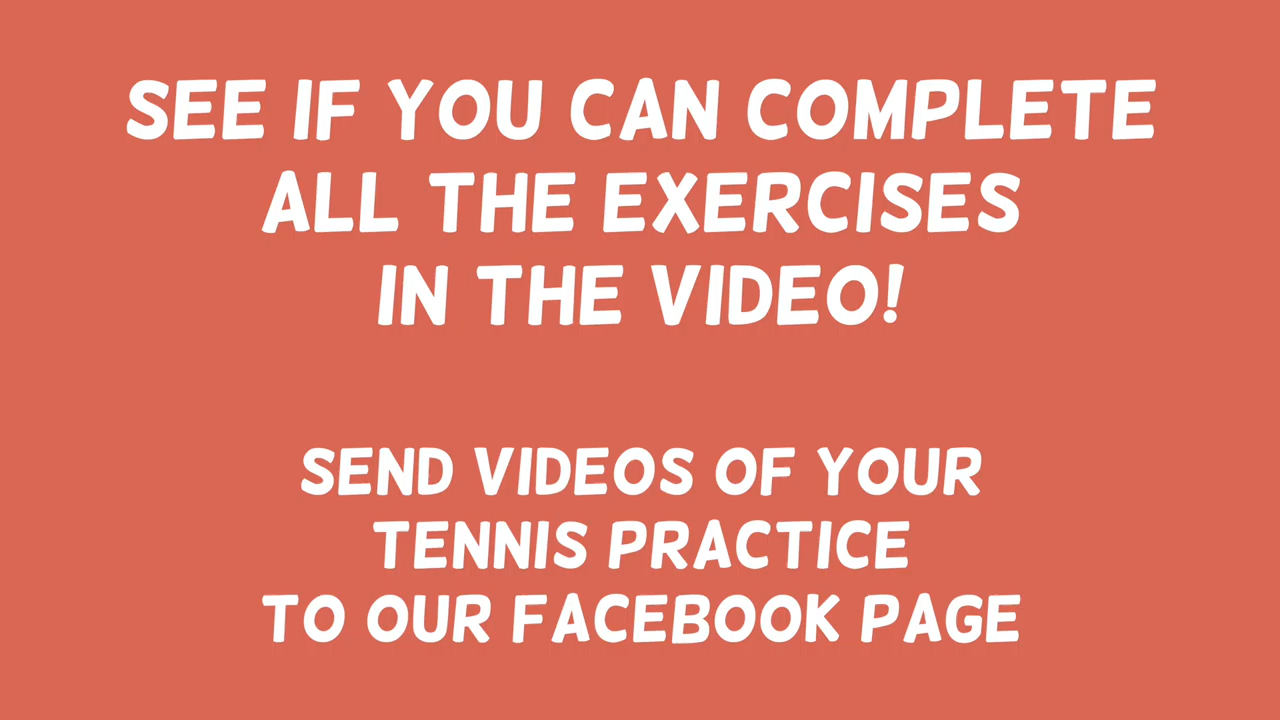 SEE IF YOU CAN COMPLETE
ALL THE EXERCISES
IN THE VIDEO!
SEND VIDEOS OF YOUR
TENNIS PRACTICE
TO OUR FACEBOOK PAGE